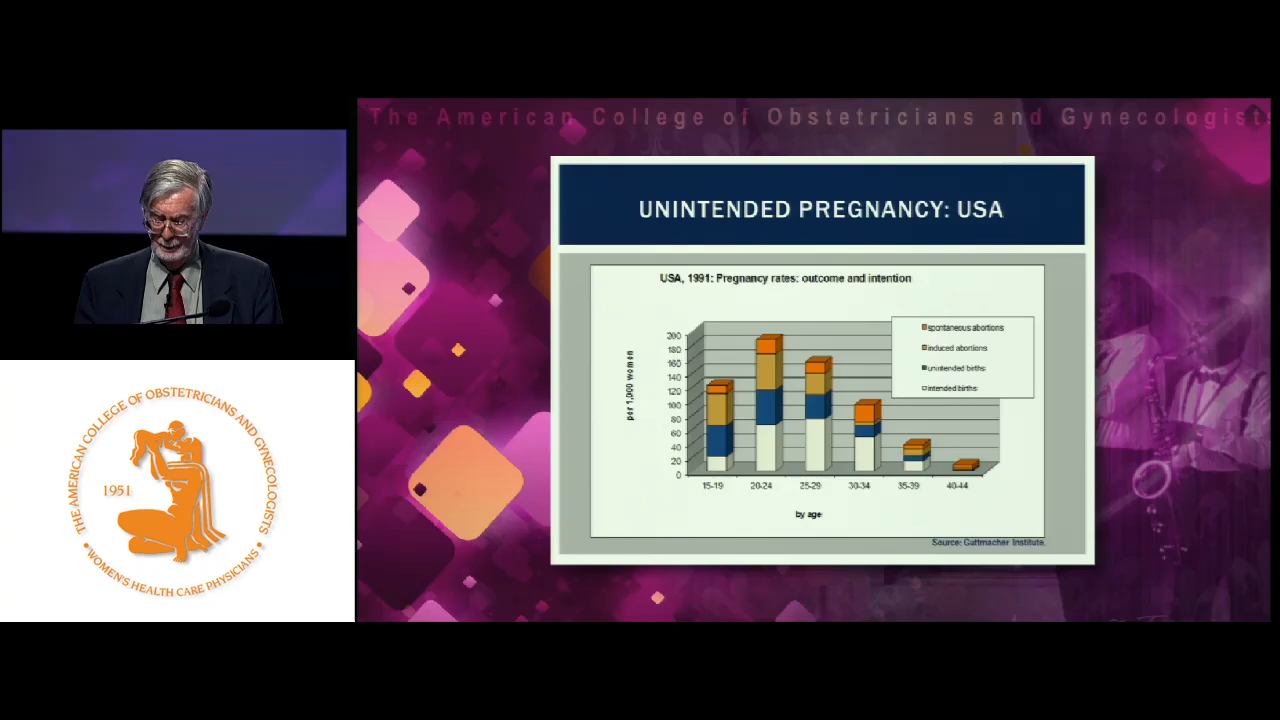 The American College of Obstetricians and Gynecologists
UNINTENDED PREGNANCY: USA
USA, 1991: Pregnancy rates: outcome and intention
per 1,000 women
200
180
160
140
120
100
80
60
40
20
0
15-19 20-24 25-29 30-34 35-39 40-44
by age
spontaneous abortions
induced abortions
unintended births
intended births
Source: Guttmacher Institute.
THE AMERICAN COLLEGE OF OBSTETRICIANS AND GYNECOLOGISTS
1951
WOMEN'S HEALTH CARE PHYSICIANS